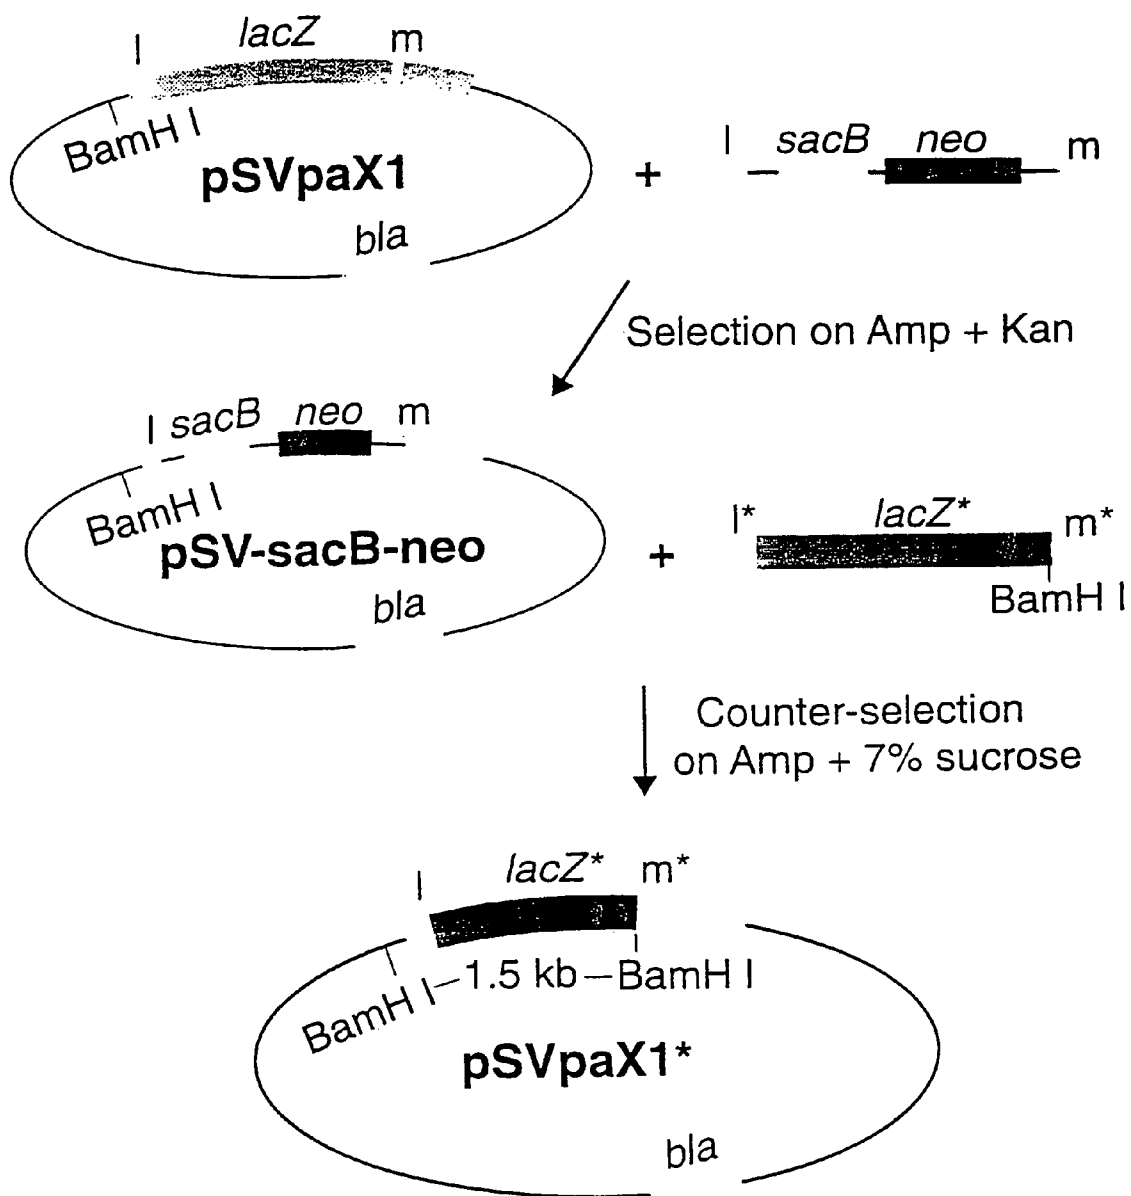 l lacZ m
BamH I
pSVpaX1
bla
+
l sacB neo m
Selection on Amp + Kan
l sacB neo m
BamH I
pSV-sacB-neo
bla
+
l* lacZ* m*
BamH I
Counter-selection
on Amp + 7% sucrose
l lacZ* m*
BamH I–1.5 kb–BamH I
pSVpaX1*
bla